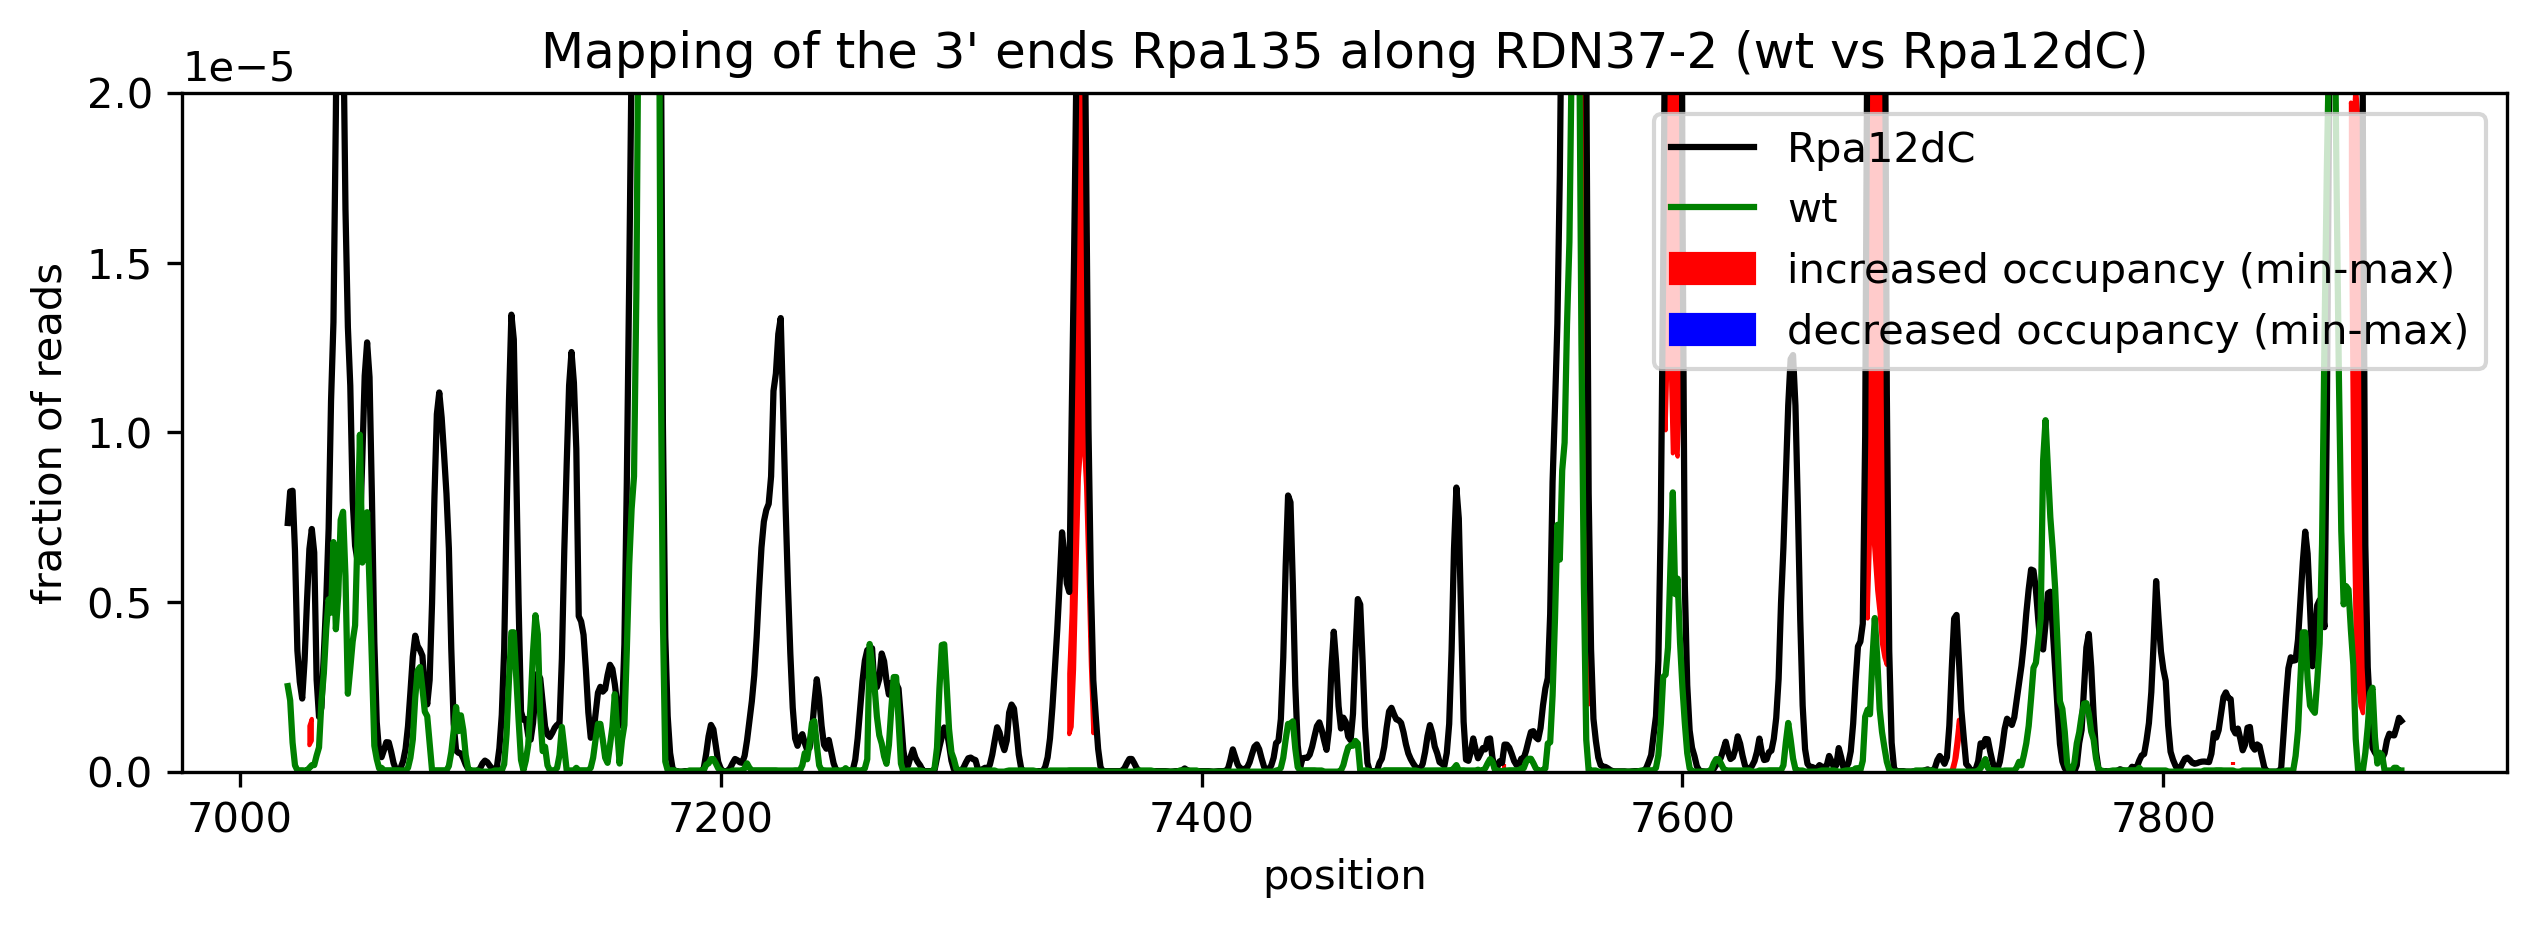 Mapping of the 3' ends Rpa135 along RDN37-2 (wt vs Rpa12dC)
1e−5
2.0
1.5
1.0
0.5
0.0
fraction of reads
Rpa12dC
wt
increased occupancy (min-max)
decreased occupancy (min-max)
7000 7200 7400 7600 7800
position